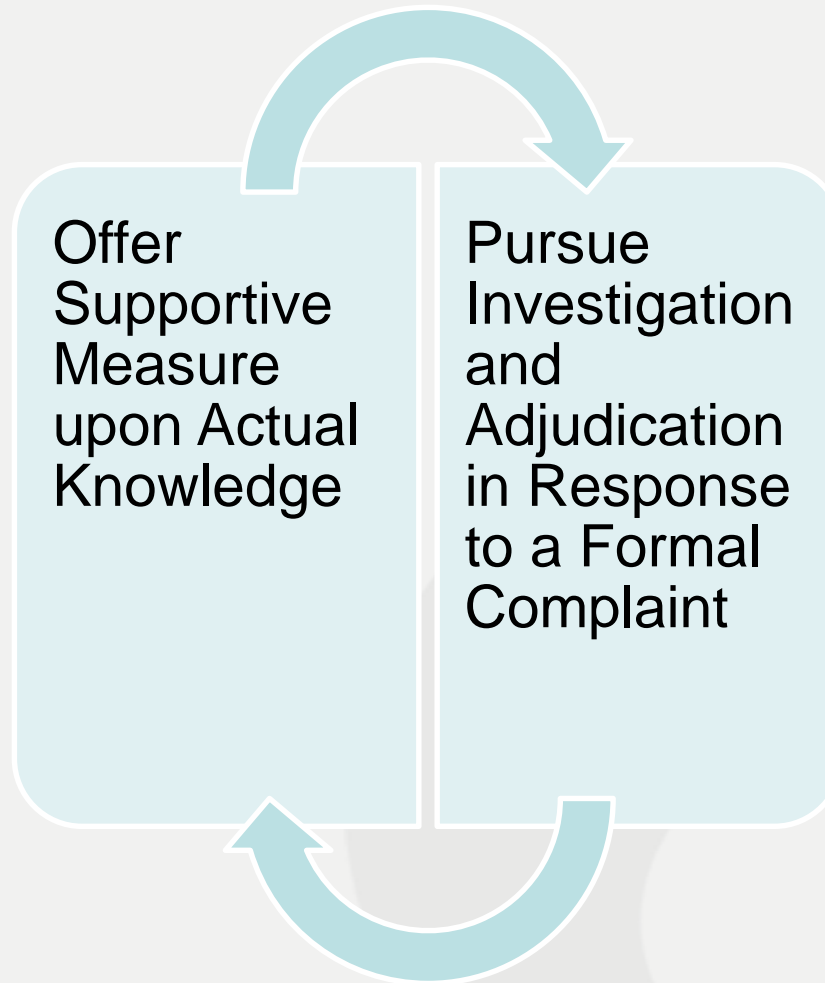 Offer
Supportive
Measure
upon Actual
Knowledge
Pursue
Investigation
and
Adjudication
in Response
to a Formal
Complaint